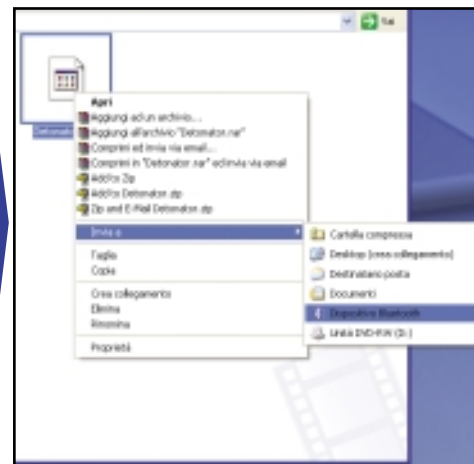 Vai
Detonator
Apri
Aggiungi ad un archivio...
Aggiungi all'archivio "Detonator.rar"
Comprimi ed invia via email...
Comprimi in "Detonator.rar" ed invia via email
Add to Zip
Add to Detonator.zip
Zip and E-Mail Detonator.zip
Invia a
Taglia
Copia
Crea collegamento
Elimina
Rinomina
Proprietà
Cartella compressa
Desktop (crea collegamento)
Destinatario posta
Documenti
Dispositivo Bluetooth
Unità DVD-RW (D:)